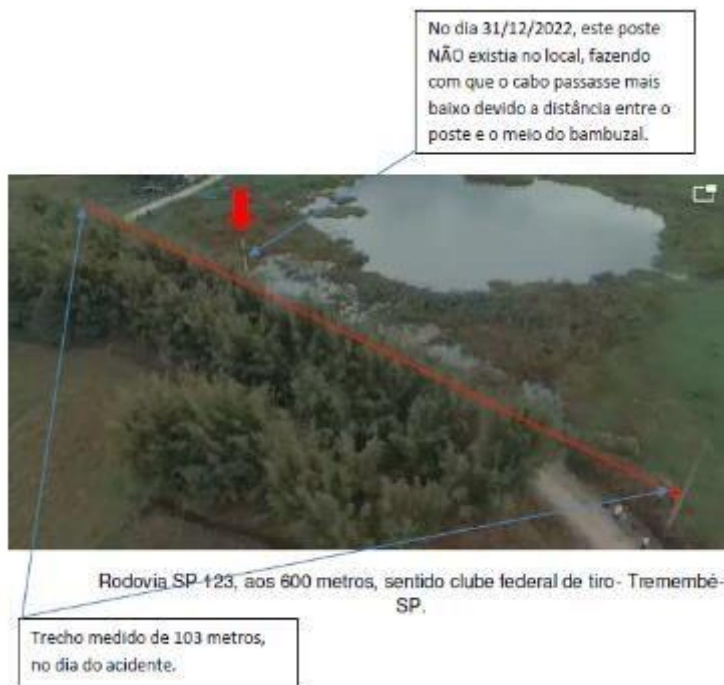 No dia 31/12/2022, este poste
NÃO existia no local, fazendo
com que o cabo passasse mais
baixo devido a distância entre o
poste e o meio do bambuzal.
Rodovia SP 123, aos 600 metros, sentido clube federal de tiro- Tremembé-
SP.
Trecho medido de 103 metros,
no dia do acidente.